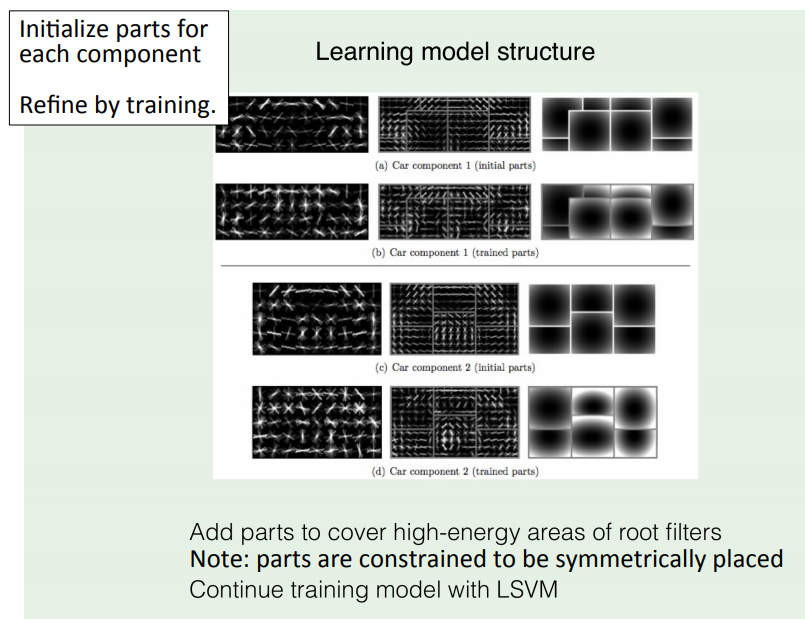 Initialize parts for
each component
Refine by training.
Learning model structure
(a) Car component 1 (initial parts)
(b) Car component 1 (trained parts)
(c) Car component 2 (initial parts)
(d) Car component 2 (trained parts)
Add parts to cover high-energy areas of root filters
Note: parts are constrained to be symmetrically placed
Continue training model with LSVM